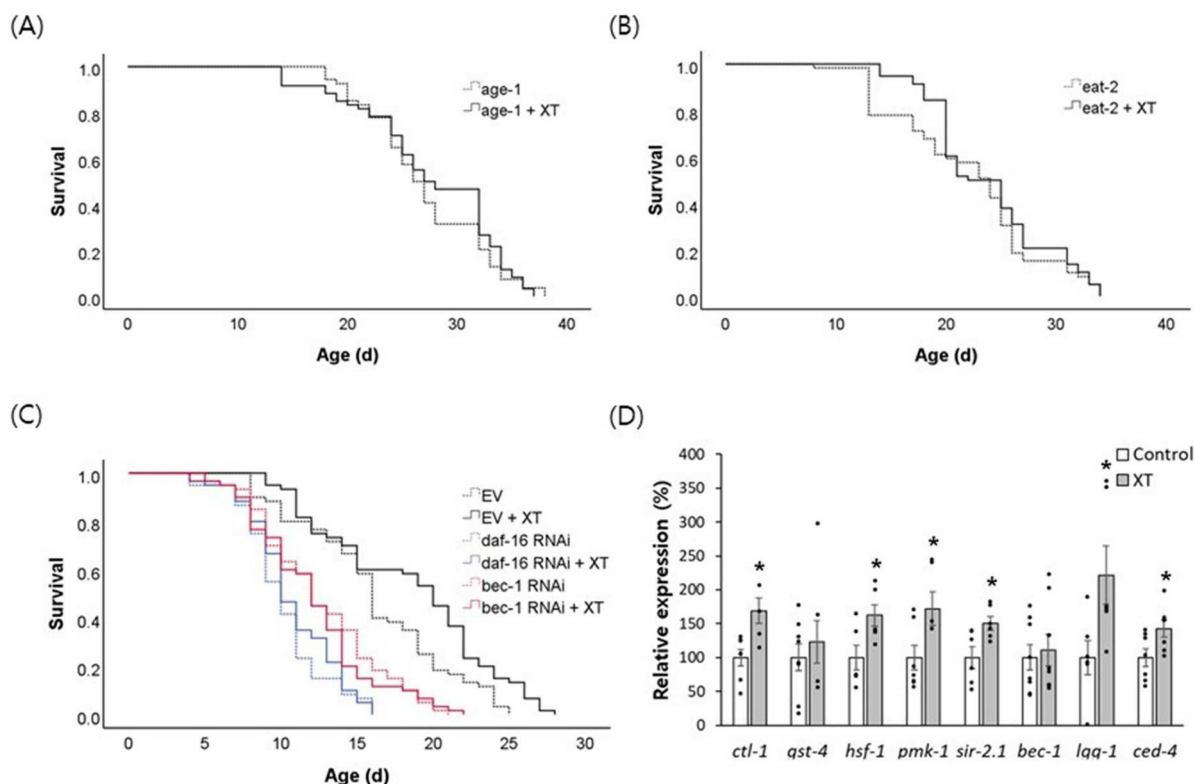 (A)
1.0
0.8
0.6
0.4
0.2
0.0
Survival
age-1
age-1 + XT
0 10 20 30 40
Age (d)
(B)
1.0
0.8
0.6
0.4
0.2
0.0
Survival
eat-2
eat-2 + XT
0 10 20 30 40
Age (d)
(C)
1.0
0.8
0.6
0.4
0.2
0.0
Survival
EV
EV + XT
daf-16 RNAi
daf-16 RNAi + XT
bec-1 RNAi
bec-1 RNAi + XT
0 5 10 15 20 25 30
Age (d)
(D)
Control
XT
400
350
300
250
200
150
100
50
0
Relative expression (%)
* * * * * *
ctl-1 gst-4 hsf-1 pmk-1 sir-2.1 bec-1 lgg-1 ced-4